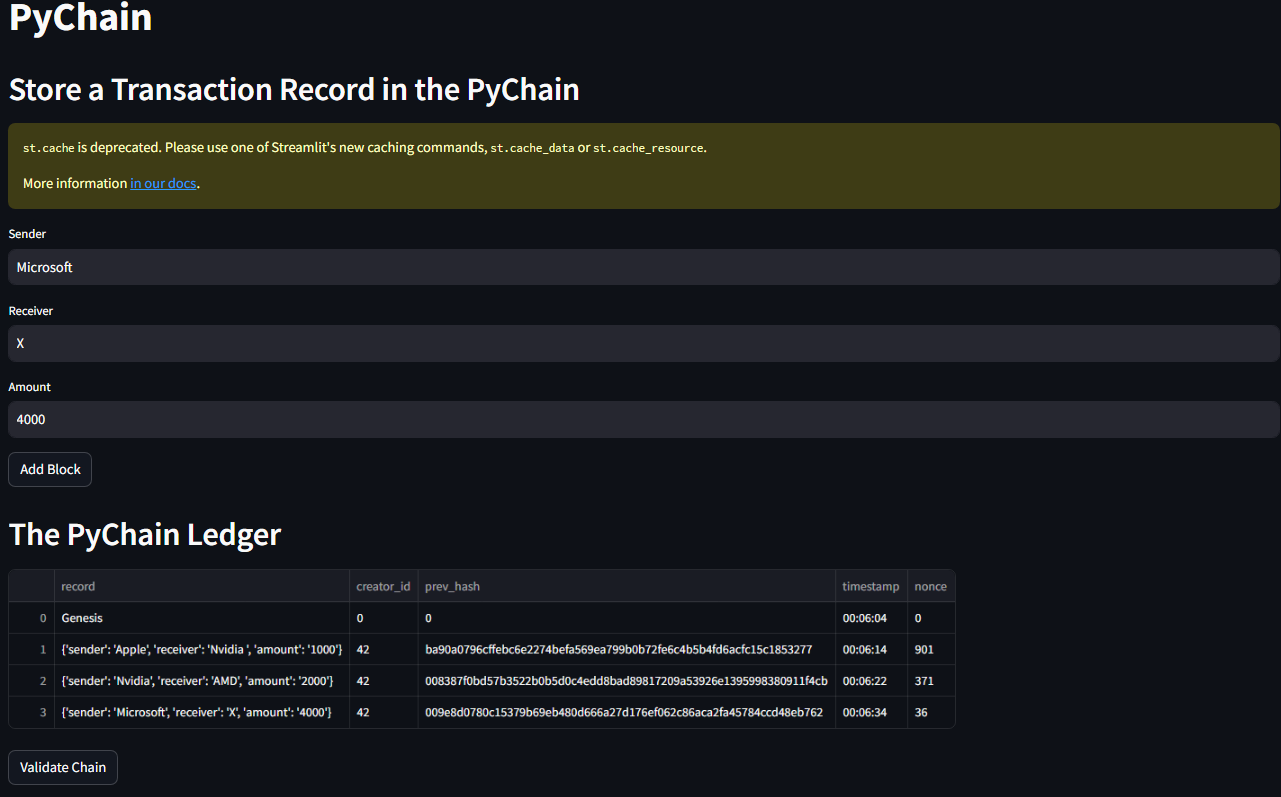 PyChain
Store a Transaction Record in the PyChain
st.cache is deprecated. Please use one of Streamlit's new caching commands, st.cache_data or st.cache_resource.
More information in our docs.
Sender
Microsoft
Receiver
X
Amount
4000
Add Block
The PyChain Ledger
record creator_id prev_hash timestamp nonce
0 Genesis 0 0 00:06:04 0
1 {'sender': 'Apple', 'receiver': 'Nvidia ', 'amount': '1000'} 42 ba90a0796cffebc6e2274befa569ea799b0b72fe6c4b5b4fd6acfc15c1853277 00:06:14 901
2 {'sender': 'Nvidia', 'receiver': 'AMD', 'amount': '2000'} 42 008387f0bd57b3522b0b5d0c4edd8bad89817209a53926e1395998380911f4cb 00:06:22 371
3 {'sender': 'Microsoft', 'receiver': 'X', 'amount': '4000'} 42 009e8d0780c15379b69eb480d666a27d176ef062c86aca2fa45784ccd48eb762 00:06:34 36
Validate Chain